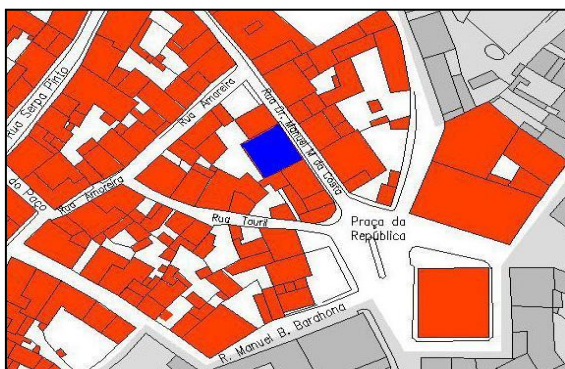 Rua Serpa Pinto
Rua Amoreira
Rua Dr. Manuel M da Costa
do Paço
Rua Amoreira
Rua Touril
Praça da
República
R. Manuel B. Barahona